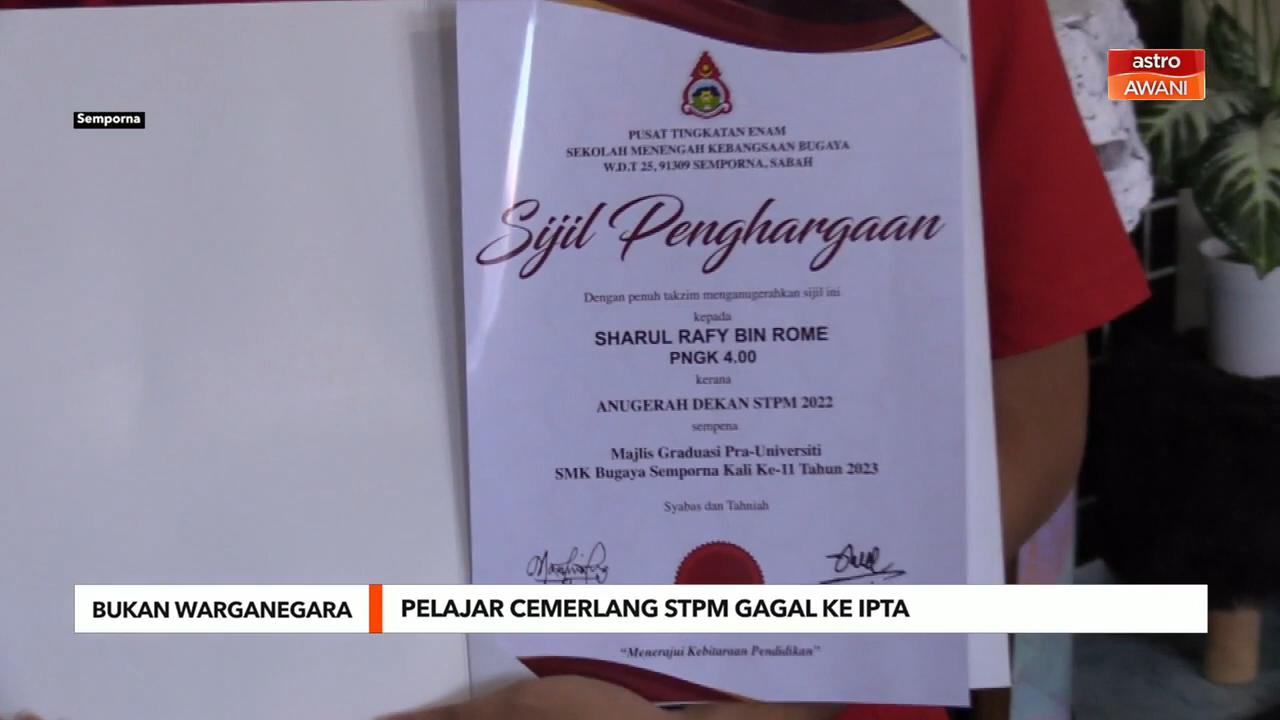 astro
AWANI
Semporna
PUSAT TINGKATAN ENAM
SEKOLAH MENENGAH KEBANGSAAN BUGAYA
W.D.T 25, 91309 SEMPORNA, SABAH
Sijil Penghargaan
Dengan penuh takzim menganugerahkan sijil ini
kepada
SHARUL RAFY BIN ROME
PNGK 4.00
kerana
ANUGERAH DEKAN STPM 2022
sempena
Majlis Graduasi Pra-Universiti
SMK Bugaya Semporna Kali Ke-11 Tahun 2023
Syabas dan Tahniah
BUKAN WARGANEGARA
PELAJAR CEMERLANG STPM GAGAL KE IPTA
"Menerajui Kebitaraan Pendidikan"